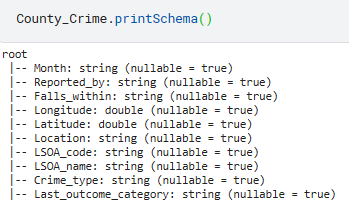 County_Crime.printSchema()
root
 |-- Month: string (nullable = true)
 |-- Reported_by: string (nullable = true)
 |-- Falls_within: string (nullable = true)
 |-- Longitude: double (nullable = true)
 |-- Latitude: double (nullable = true)
 |-- Location: string (nullable = true)
 |-- LSOA_code: string (nullable = true)
 |-- LSOA_name: string (nullable = true)
 |-- Crime_type: string (nullable = true)
 |-- Last_outcome_category: string (nullable = true)